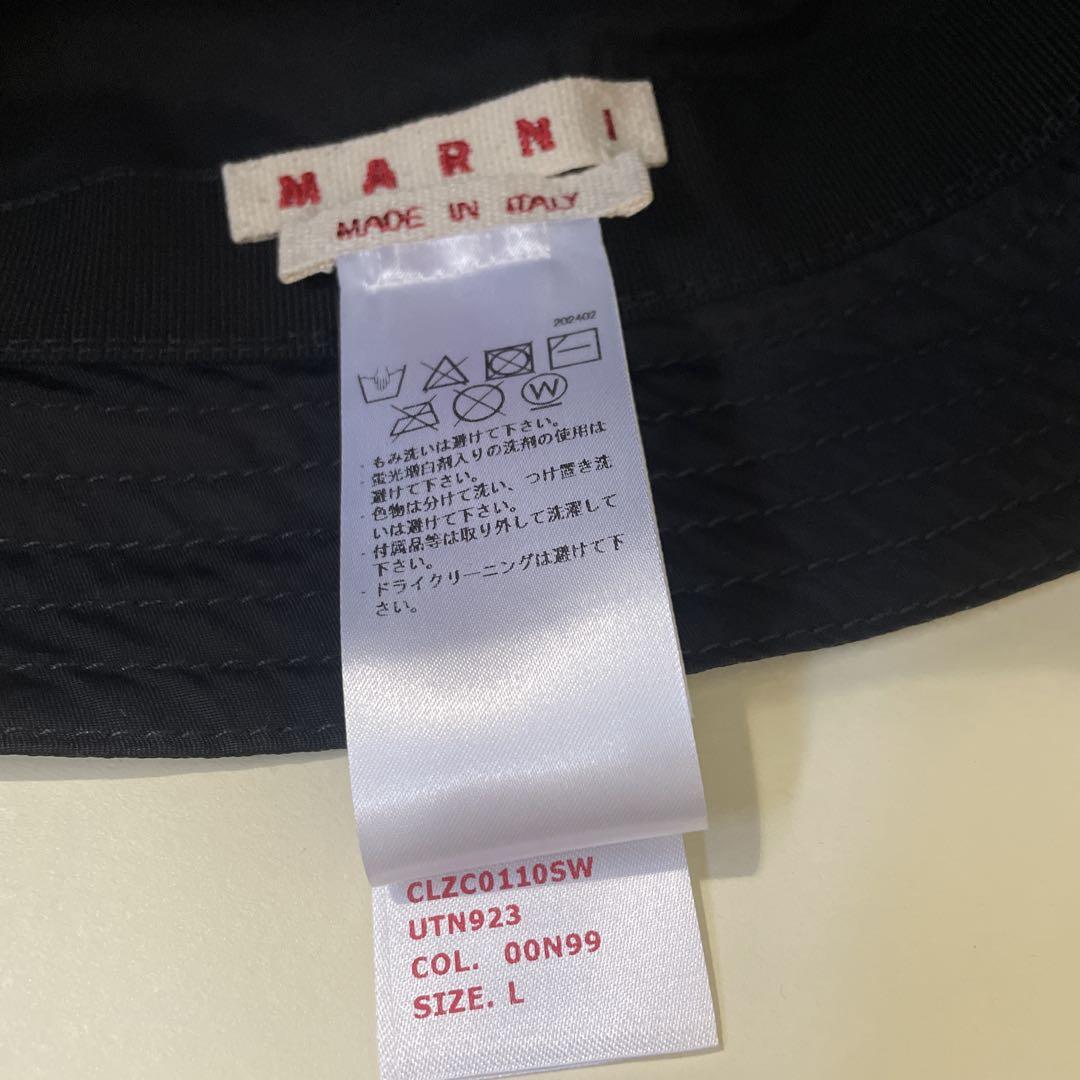 MARNI
MADE IN ITALY
202402
W
・もみ洗いは避けて下さい。
・蛍光増白剤入りの洗剤の使用は
避けて下さい。
・色物は分けて洗い、つけ置き洗
いは避けて下さい。
・付属品等は取り外して洗濯して
下さい。
・ドライクリーニングは避けて下
さい。
CLZC0110SW
UTN923
COL. 00N99
SIZE. L